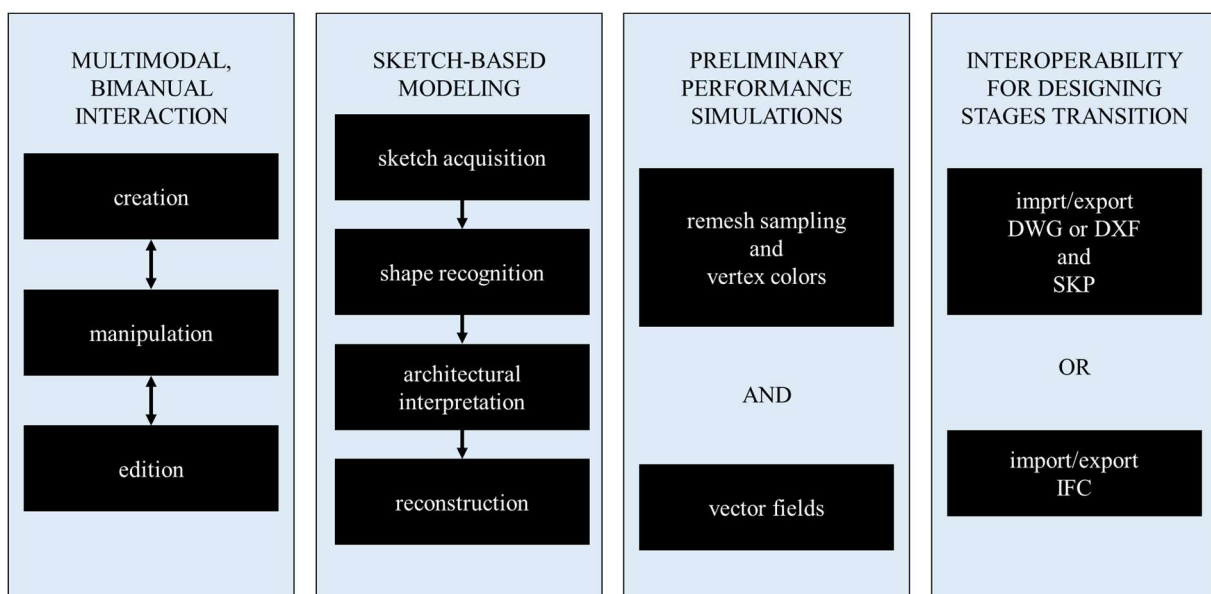 MULTIMODAL,
BIMANUAL
INTERACTION
creation
manipulation
edition
SKETCH-BASED
MODELING
sketch acquisition
shape recognition
architectural
interpretation
reconstruction
PRELIMINARY
PERFORMANCE
SIMULATIONS
remesh sampling
and
vertex colors
AND
vector fields
INTEROPERABILITY
FOR DESIGNING
STAGES TRANSITION
imprt/export
DWG or DXF
and
SKP
OR
import/export
IFC